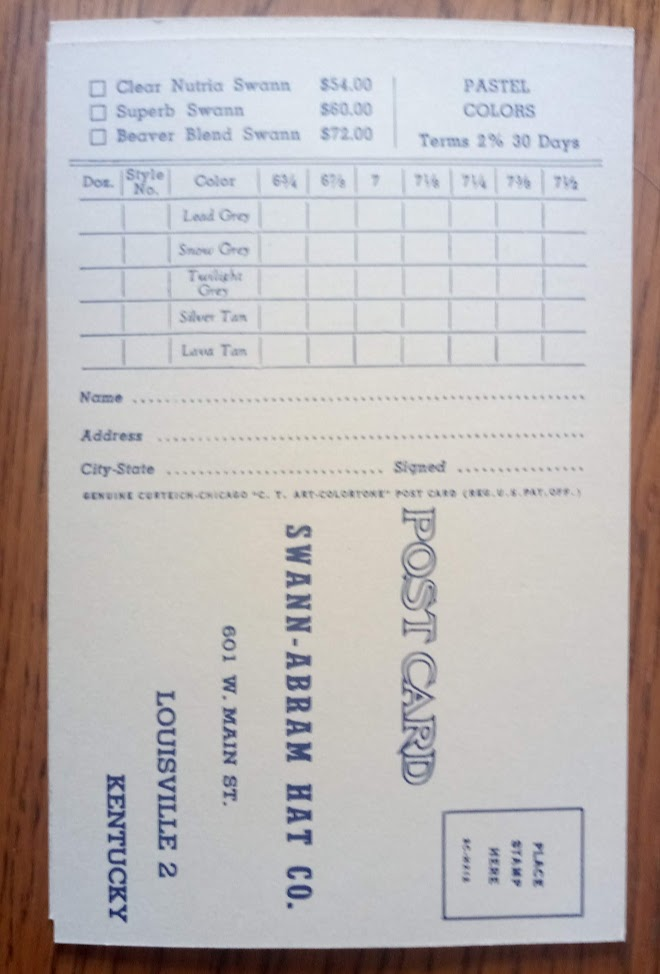 ☐ Clear Nutria Swann $54.00
☐ Superb Swann $60.00
☐ Beaver Blend Swann $72.00
PASTEL
COLORS
Terms 2% 30 Days
Doz. Style No. Color 6¾ 6⅞ 7 7⅛ 7¼ 7⅜ 7½
Lead Grey
Snow Grey
Twilight
Grey
Silver Tan
Lava Tan
Name
Address
City-State Signed
GENUINE CURTEICH-CHICAGO "C. T. ART-COLORTONE" POST CARD (REG. U.S. PAT. OFF.)
POST CARD
PLACE
STAMP
HERE
SWANN-ABRAM HAT CO.
601 W. MAIN ST.
LOUISVILLE 2
KENTUCKY